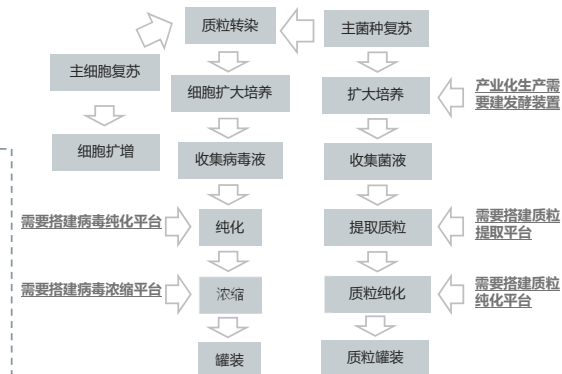 质粒转染
主菌种复苏
主细胞复苏
细胞扩大培养
扩大培养
产业化生产需
要建发酵装置
细胞扩增
收集病毒液
收集菌液
需要搭建病毒纯化平台
纯化
提取质粒
需要搭建质粒
提取平台
需要搭建病毒浓缩平台
浓缩
质粒纯化
需要搭建质粒
纯化平台
罐装
质粒罐装